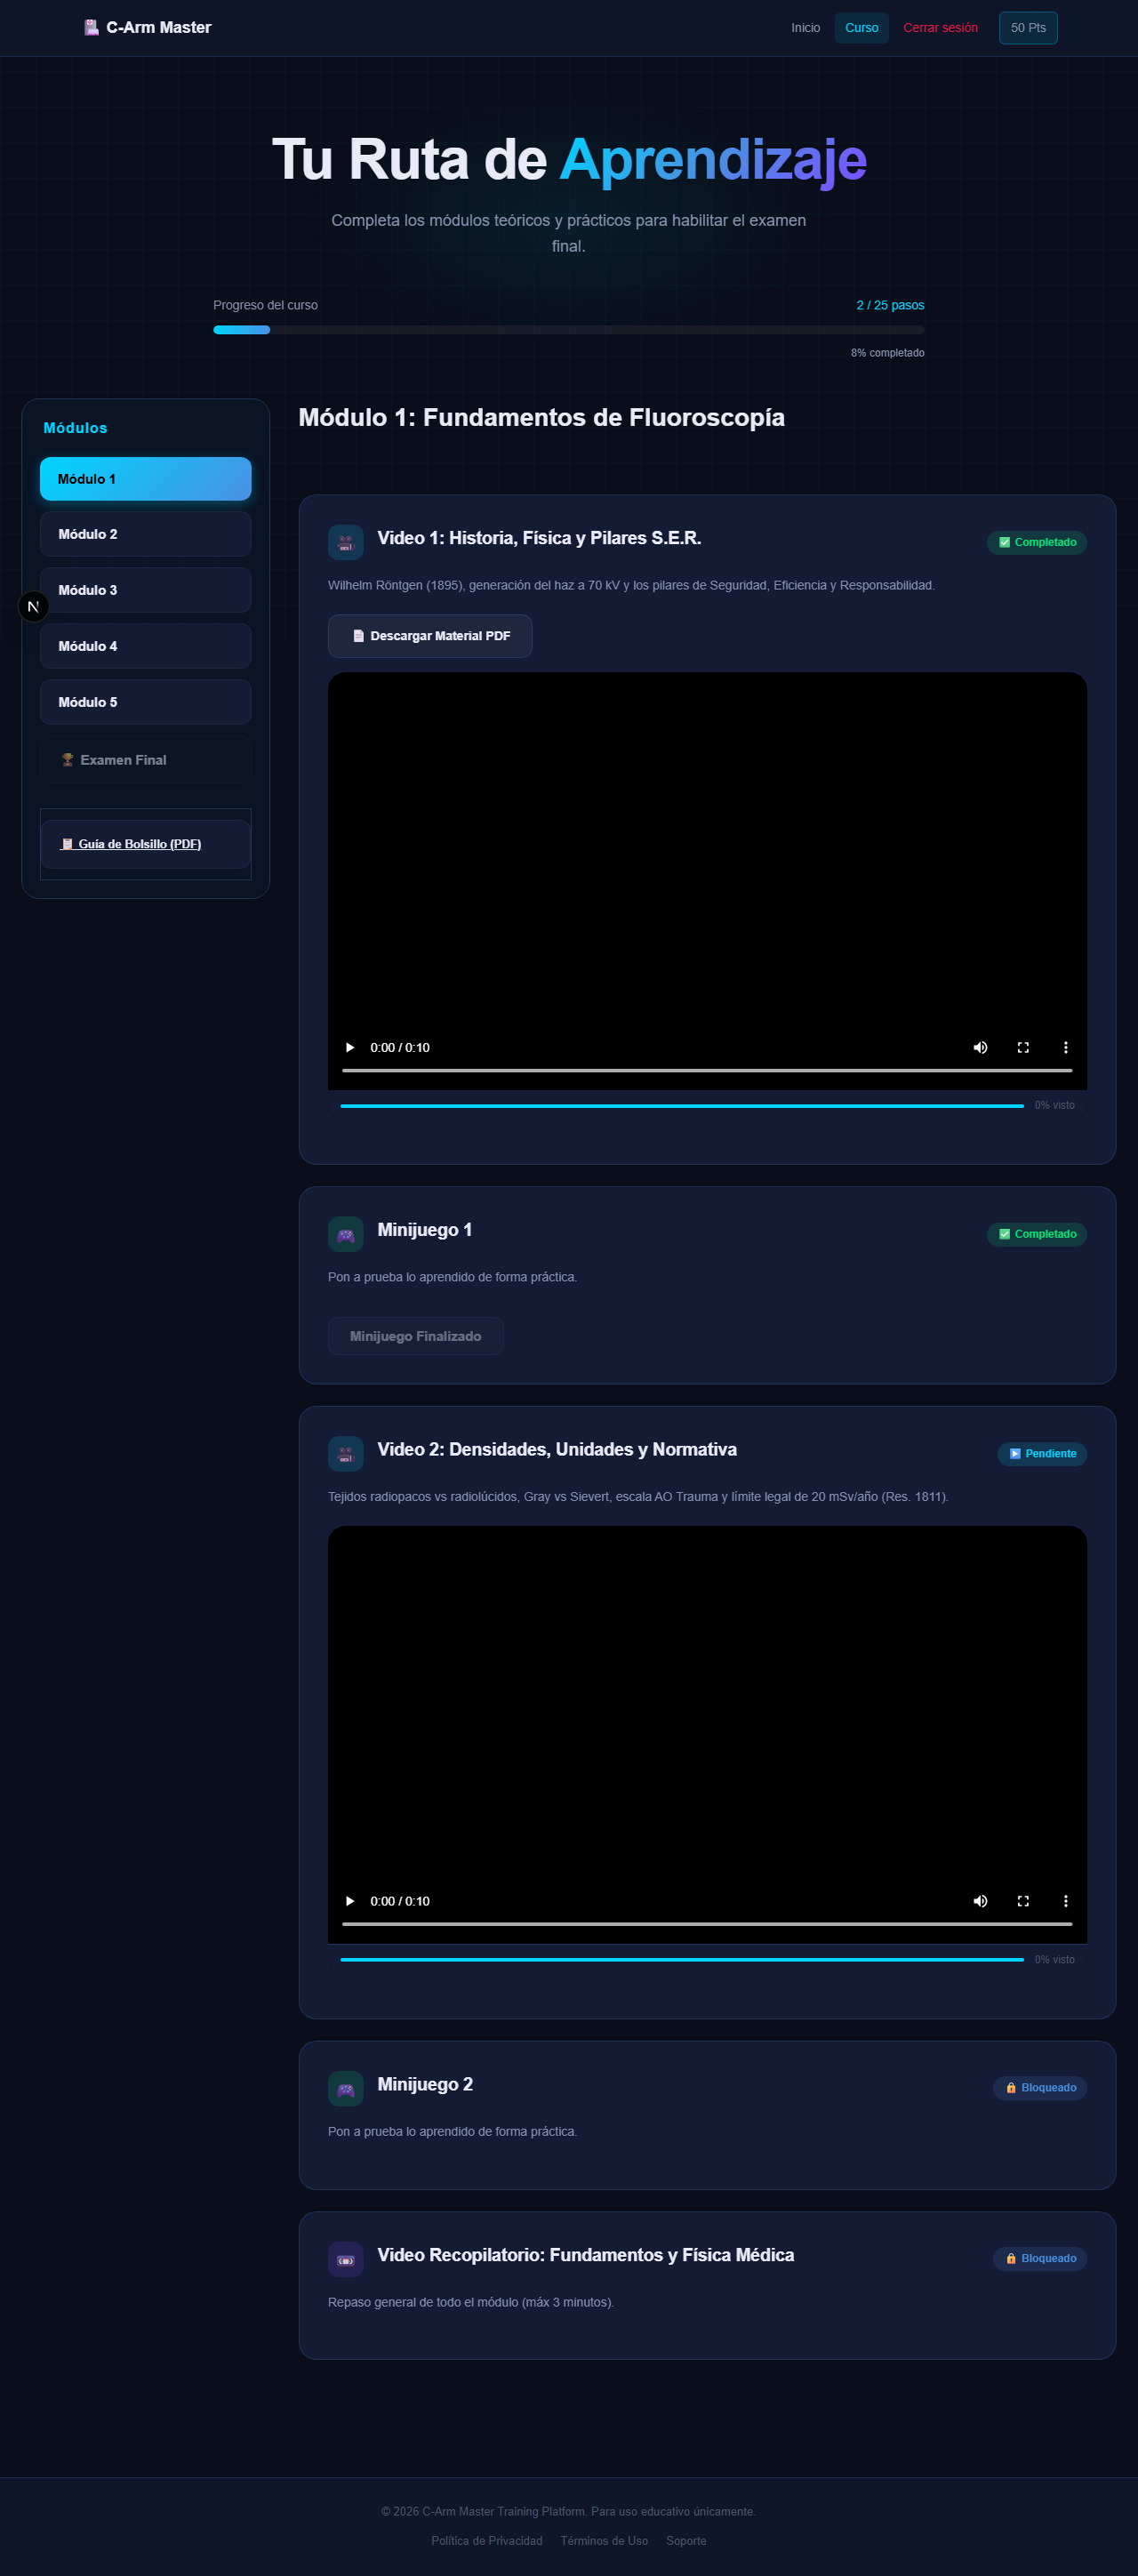 C-Arm Master
Inicio
Curso
Cerrar sesión
50 Pts
Tu Ruta de Aprendizaje
Completa los módulos teóricos y prácticos para habilitar el examen
final.
Progreso del curso
2 / 25 pasos
8% completado
Módulos
Módulo 1
Módulo 2
Módulo 3
N
Módulo 4
Módulo 5
Examen Final
Guía de Bolsillo (PDF)
Módulo 1: Fundamentos de Fluoroscopía
Video 1: Historia, Física y Pilares S.E.R.
Completado
Wilhelm Röntgen (1895), generación del haz a 70 kV y los pilares de Seguridad, Eficiencia y Responsabilidad.
Descargar Material PDF
0:00 / 0:10
0% visto
Minijuego 1
Completado
Pon a prueba lo aprendido de forma práctica.
Minijuego Finalizado
Video 2: Densidades, Unidades y Normativa
Pendiente
Tejidos radiopacos vs radiolúcidos, Gray vs Sievert, escala AO Trauma y límite legal de 20 mSv/año (Res. 1811).
0:00 / 0:10
0% visto
Minijuego 2
Bloqueado
Pon a prueba lo aprendido de forma práctica.
Video Recopilatorio: Fundamentos y Física Médica
Bloqueado
Repaso general de todo el módulo (máx 3 minutos).
© 2026 C-Arm Master Training Platform. Para uso educativo únicamente.
Política de Privacidad
Términos de Uso
Soporte